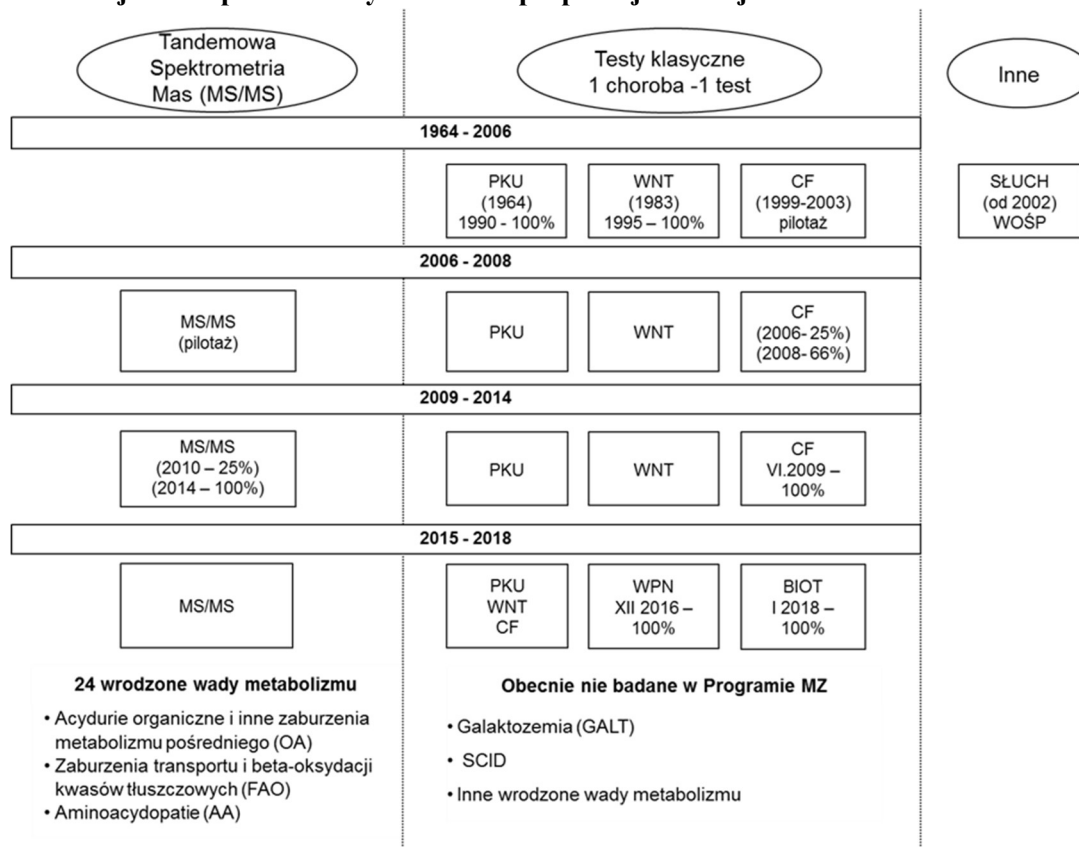 Tandemowa
Spektrometria
Mas (MS/MS)
Testy klasyczne
1 choroba -1 test
Inne
1964 - 2006
PKU
(1964)
1990 - 100%
WNT
(1983)
1995 – 100%
CF
(1999-2003)
pilotaż
SŁUCH
(od 2002)
WOŚP
2006 - 2008
MS/MS
(pilotaż)
PKU
WNT
CF
(2006- 25%)
(2008- 66%)
2009 - 2014
MS/MS
(2010 – 25%)
(2014 – 100%)
PKU
WNT
CF
VI.2009 –
100%
2015 - 2018
MS/MS
PKU
WNT
CF
WPN
XII 2016 –
100%
BIOT
I 2018 –
100%
24 wrodzone wady metabolizmu
• Acydurie organiczne i inne zaburzenia
metabolizmu pośredniego (OA)
• Zaburzenia transportu i beta-oksydacji
kwasów tłuszczowych (FAO)
• Aminoacydopatie (AA)
Obecnie nie badane w Programie MZ
• Galaktozemia (GALT)
• SCID
• Inne wrodzone wady metabolizmu